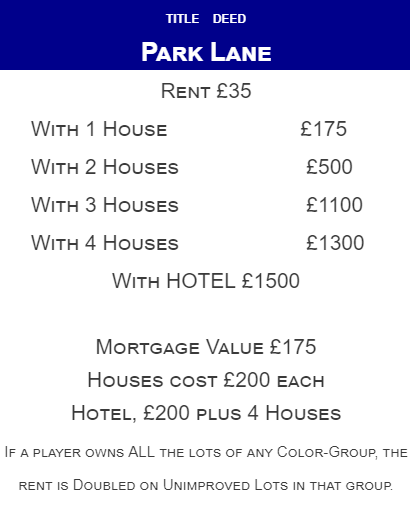 TITLE DEED
PARK LANE
RENT £35
WITH 1 HOUSE £175
WITH 2 HOUSES £500
WITH 3 HOUSES £1100
WITH 4 HOUSES £1300
WITH HOTEL £1500
MORTGAGE VALUE £175
HOUSES COST £200 EACH
HOTEL, £200 PLUS 4 HOUSES
IF A PLAYER OWNS ALL THE LOTS OF ANY COLOR-GROUP, THE
RENT IS DOUBLED ON UNIMPROVED LOTS IN THAT GROUP.